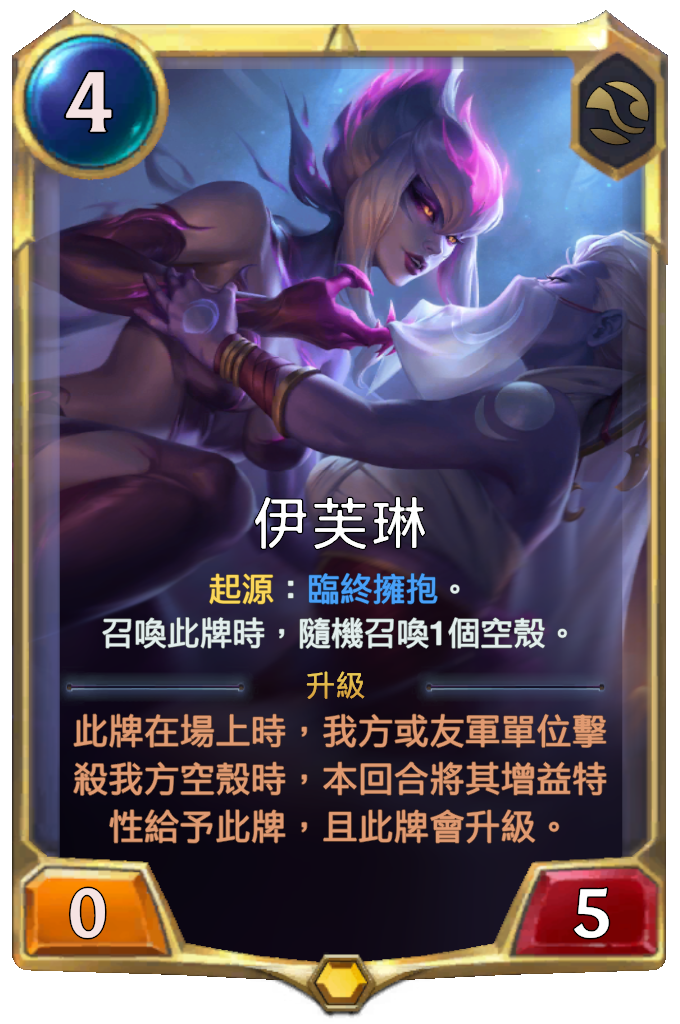 4
伊芙琳
起源：臨終擁抱。
召喚此牌時，隨機召喚1個空殼。
升級
此牌在場上時，我方或友軍單位擊
殺我方空殼時，本回合將其增益特
性給予此牌，且此牌會升級。
0
5